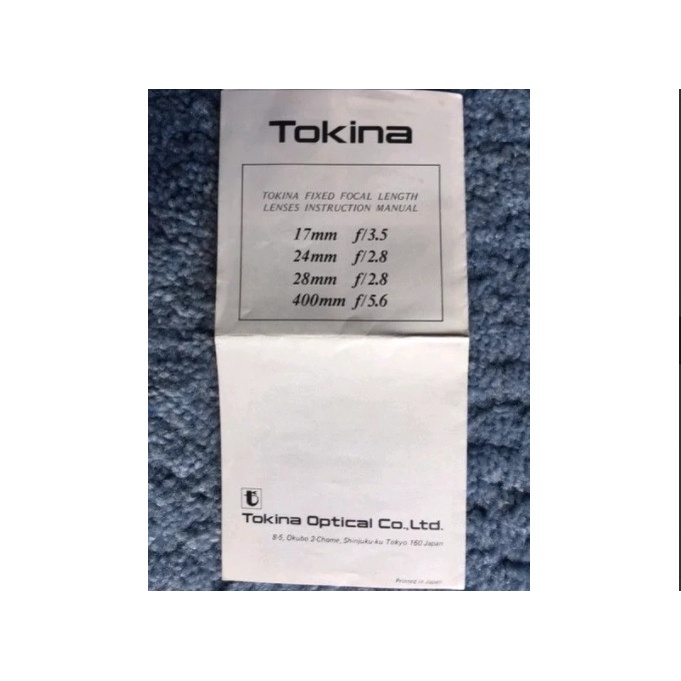 Tokina
TOKINA FIXED FOCAL LENGTH
LENSES INSTRUCTION MANUAL
17mm f/3.5
24mm f/2.8
28mm f/2.8
400mm f/5.6
Tokina Optical Co.,Ltd.
8-5, Okubo 2-Chome, Shinjuku-ku Tokyo 160 Japan
Printed in Japan